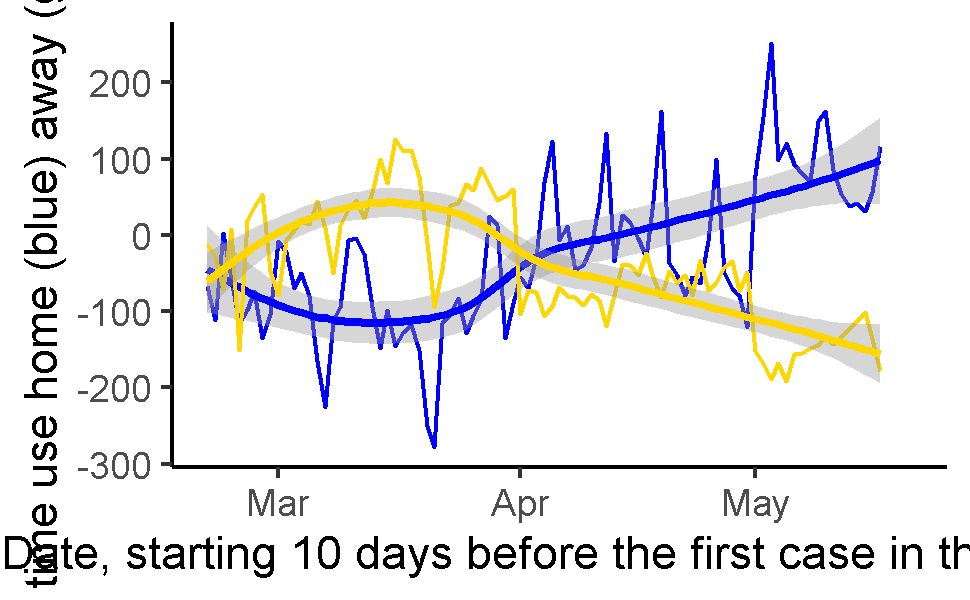 time use home (blue) away (
200
100
0
-100
-200
-300
Mar Apr May
Date, starting 10 days before the first case in th